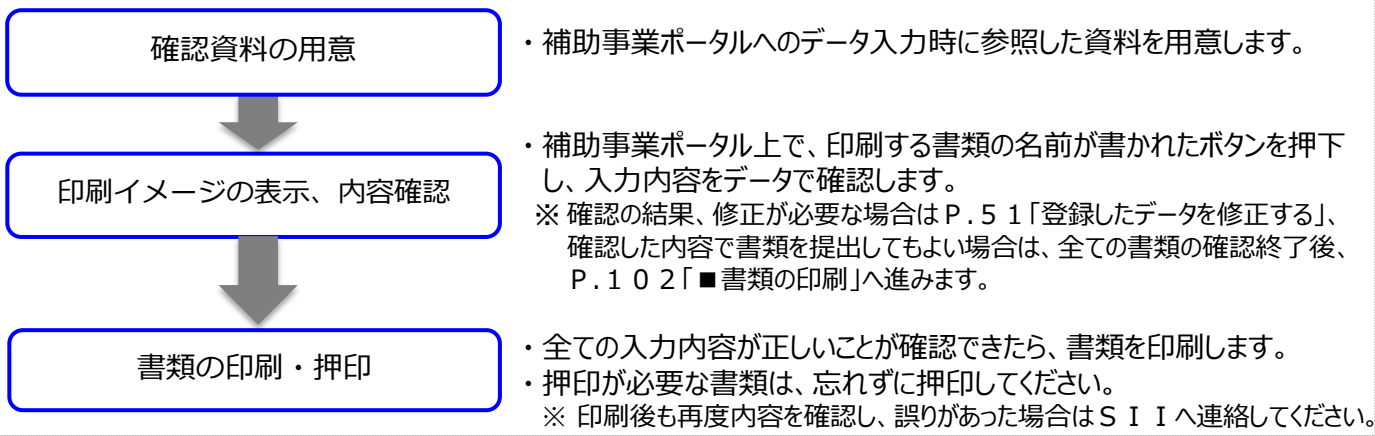 確認資料の用意
・補助事業ポータルへのデータ入力時に参照した資料を用意します。
印刷イメージの表示、内容確認
・補助事業ポータル上で、印刷する書類の名前が書かれたボタンを押下
し、入力内容をデータで確認します。
※ 確認の結果、修正が必要な場合はP.51「登録したデータを修正する」、
確認した内容で書類を提出してもよい場合は、全ての書類の確認終了後、
P.102「■書類の印刷」へ進みます。
書類の印刷・押印
・全ての入力内容が正しいことが確認できたら、書類を印刷します。
・押印が必要な書類は、忘れずに押印してください。
※ 印刷後も再度内容を確認し、誤りがあった場合はSIIへ連絡してください。